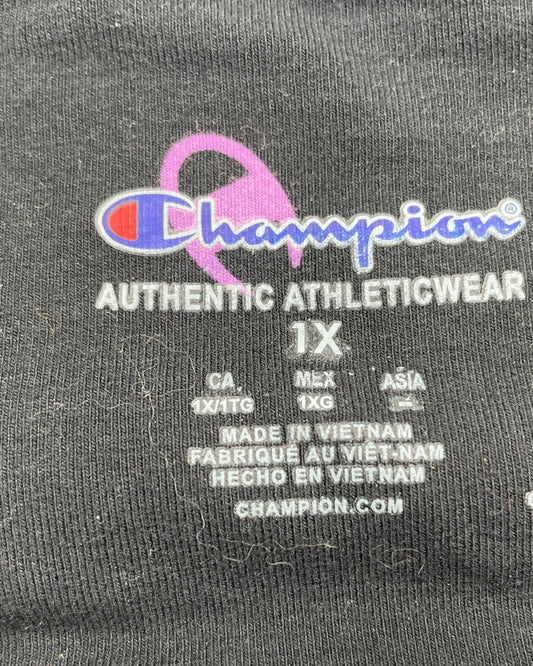 Champion®
AUTHENTIC ATHLETICWEAR
1X
CA MEX ASIA
1X/1TG 1XG -
MADE IN VIETNAM
FABRIQUÉ AU VIÊT-NAM
HECHO EN VIETNAM
CHAMPION.COM